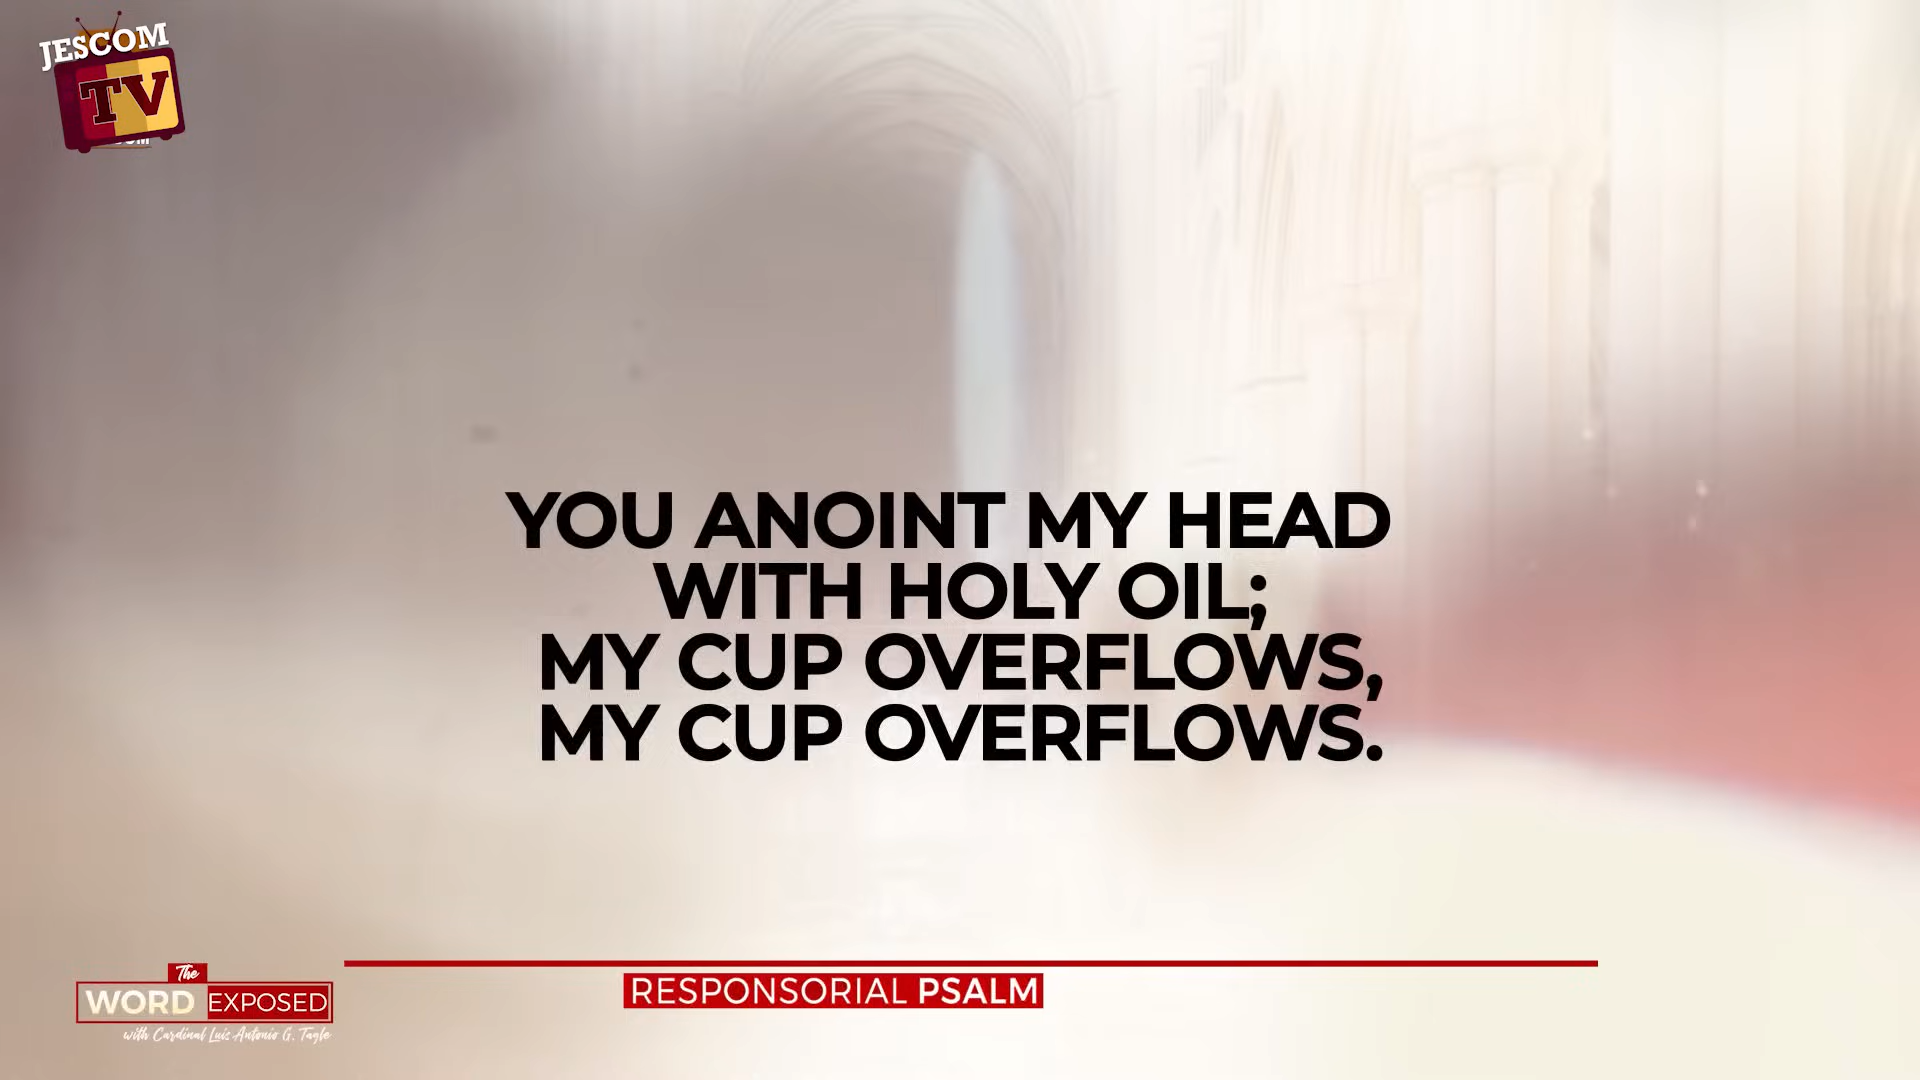 JESCOM
TV
YOU ANOINT MY HEAD
WITH HOLY OIL;
MY CUP OVERFLOWS,
MY CUP OVERFLOWS.
The
WORD EXPOSED
with Cardinal Luis Antonio G. Tagle
RESPONSORIAL PSALM